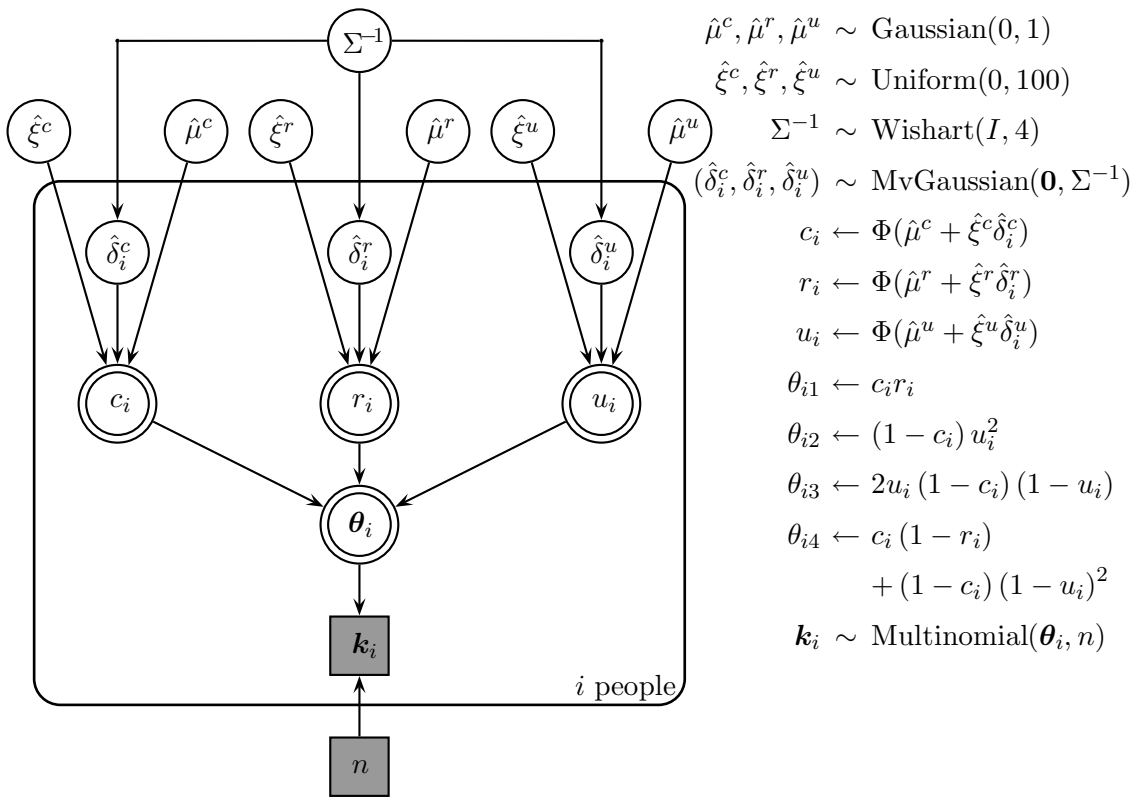 Σ⁻¹
ξ̂ᶜ μ̂ᶜ ξ̂ʳ μ̂ʳ ξ̂ᵘ μ̂ᵘ
δ̂ᵢᶜ δ̂ᵢʳ δ̂ᵢᵘ
cᵢ rᵢ uᵢ
θᵢ
kᵢ
i people
n
μ̂ᶜ, μ̂ʳ, μ̂ᵘ ∼ Gaussian(0, 1)
ξ̂ᶜ, ξ̂ʳ, ξ̂ᵘ ∼ Uniform(0, 100)
Σ⁻¹ ∼ Wishart(I, 4)
(δ̂ᵢᶜ, δ̂ᵢʳ, δ̂ᵢᵘ) ∼ MvGaussian(0, Σ⁻¹)
cᵢ ← Φ(μ̂ᶜ + ξ̂ᶜδ̂ᵢᶜ)
rᵢ ← Φ(μ̂ʳ + ξ̂ʳδ̂ᵢʳ)
uᵢ ← Φ(μ̂ᵘ + ξ̂ᵘδ̂ᵢᵘ)
θᵢ₁ ← cᵢrᵢ
θᵢ₂ ← (1 − cᵢ) uᵢ²
θᵢ₃ ← 2uᵢ (1 − cᵢ) (1 − uᵢ)
θᵢ₄ ← cᵢ (1 − rᵢ)
+ (1 − cᵢ) (1 − uᵢ)²
kᵢ ∼ Multinomial(θᵢ, n)